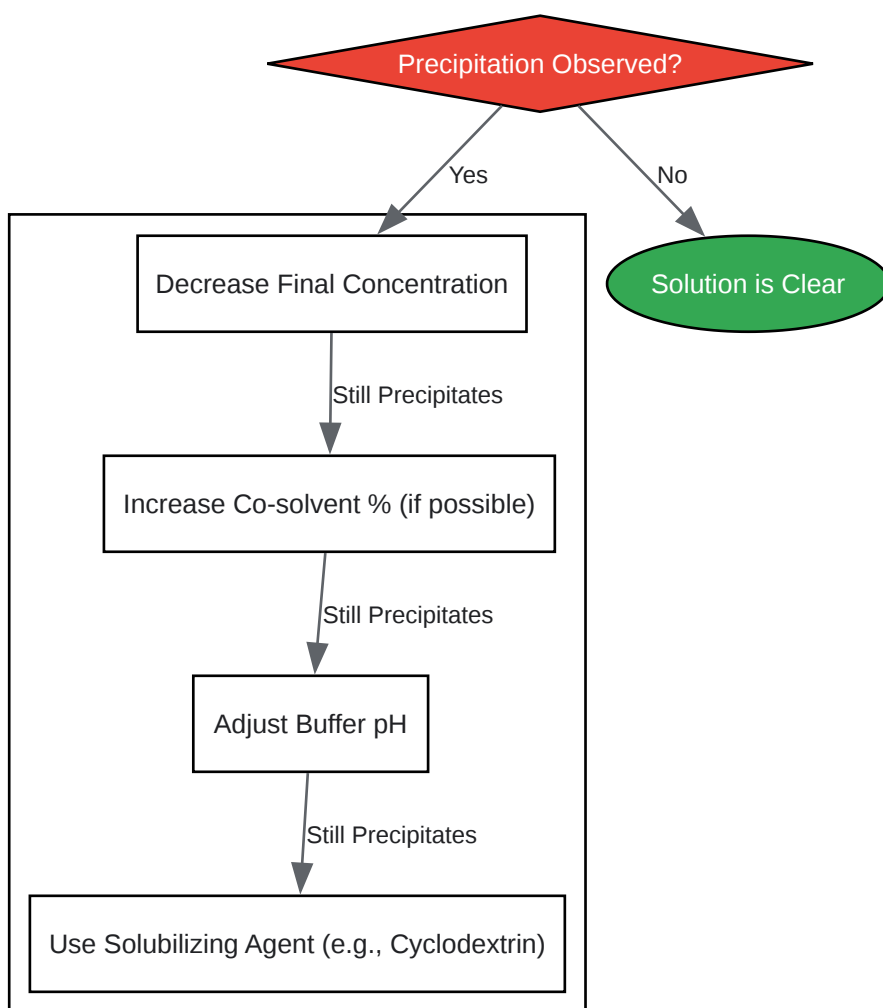 Precipitation Observed?
Yes
No
Decrease Final Concentration
Solution is Clear
Still Precipitates
Increase Co-solvent % (if possible)
Still Precipitates
Adjust Buffer pH
Still Precipitates
Use Solubilizing Agent (e.g., Cyclodextrin)